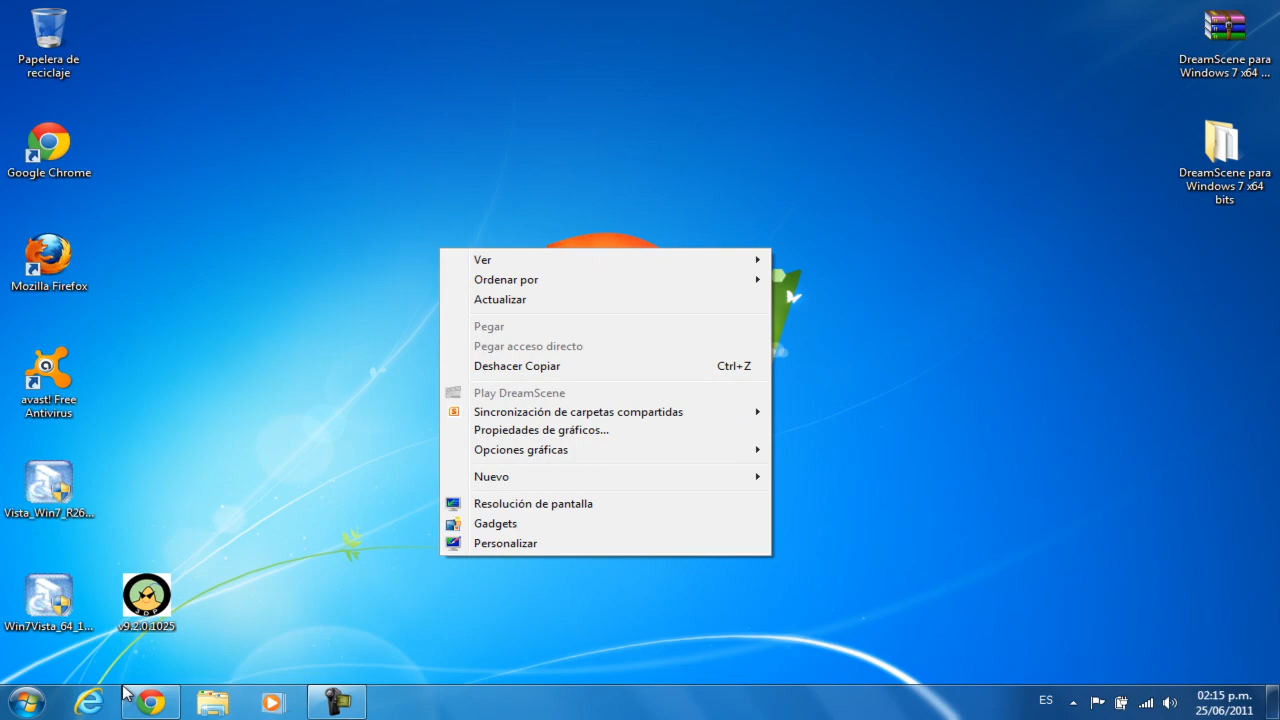 Papelera de
reciclaje
Google Chrome
Mozilla Firefox
avast! Free
Antivirus
Vista_Win7_R26...
Win7Vista_64_1...
v9.2.0.1025
DreamScene para
Windows 7 x64 ...
DreamScene para
Windows 7 x64
bits
Ver
Ordenar por
Actualizar
Pegar
Pegar acceso directo
Deshacer Copiar Ctrl+Z
Play DreamScene
Sincronización de carpetas compartidas
Propiedades de gráficos...
Opciones gráficas
Nuevo
Resolución de pantalla
Gadgets
Personalizar
ES
02:15 p.m.
25/06/2011